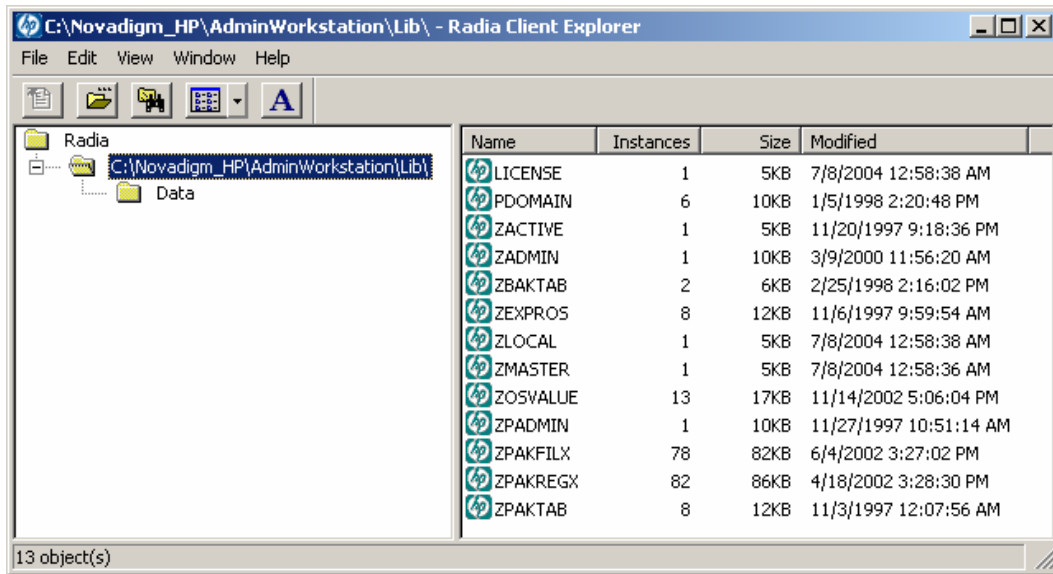 C:\Novadigm_HP\AdminWorkstation\Lib\ - Radia Client Explorer
File Edit View Window Help
A
Radia
C:\Novadigm_HP\AdminWorkstation\Lib\
Data
Name Instances Size Modified
LICENSE 1 5KB 7/8/2004 12:58:38 AM
PDOMAIN 6 10KB 1/5/1998 2:20:48 PM
ZACTIVE 1 5KB 11/20/1997 9:18:36 PM
ZADMIN 1 10KB 3/9/2000 11:56:20 AM
ZBAKTAB 2 6KB 2/25/1998 2:16:02 PM
ZEXPROS 8 12KB 11/6/1997 9:59:54 AM
ZLOCAL 1 5KB 7/8/2004 12:58:38 AM
ZMASTER 1 5KB 7/8/2004 12:58:36 AM
ZOSVALUE 13 17KB 11/14/2002 5:06:04 PM
ZPADMIN 1 10KB 11/27/1997 10:51:14 AM
ZPAKFILX 78 82KB 6/4/2002 3:27:02 PM
ZPAKREGX 82 86KB 4/18/2002 3:28:30 PM
ZPAKTAB 8 12KB 11/3/1997 12:07:56 AM
13 object(s)